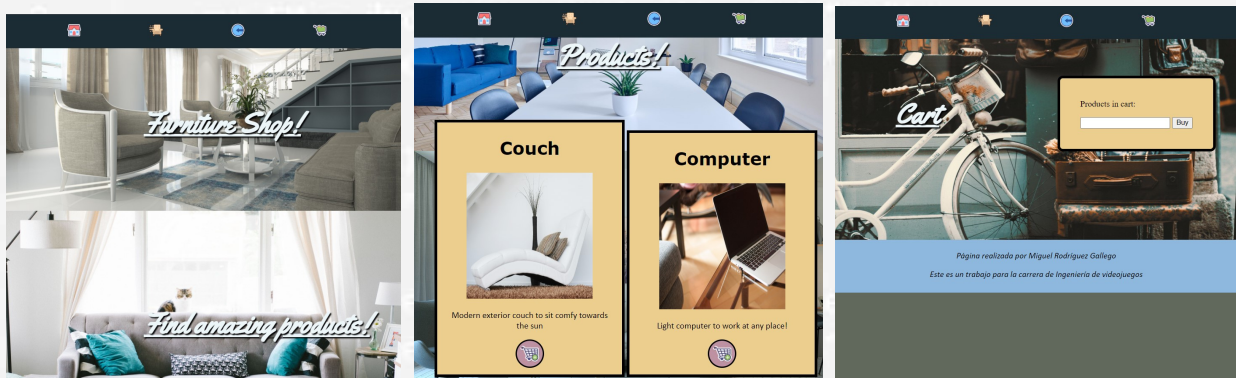 Furniture Shop!
Find amazing products!
Products!
Couch
Modern exterior couch to sit comfy towards
the sun
Computer
Light computer to work at any place!
Cart
Products in cart:
Buy
Página realizada por Miguel Rodríguez Gallego
Este es un trabajo para la carrera de Ingeniería de videojuegos